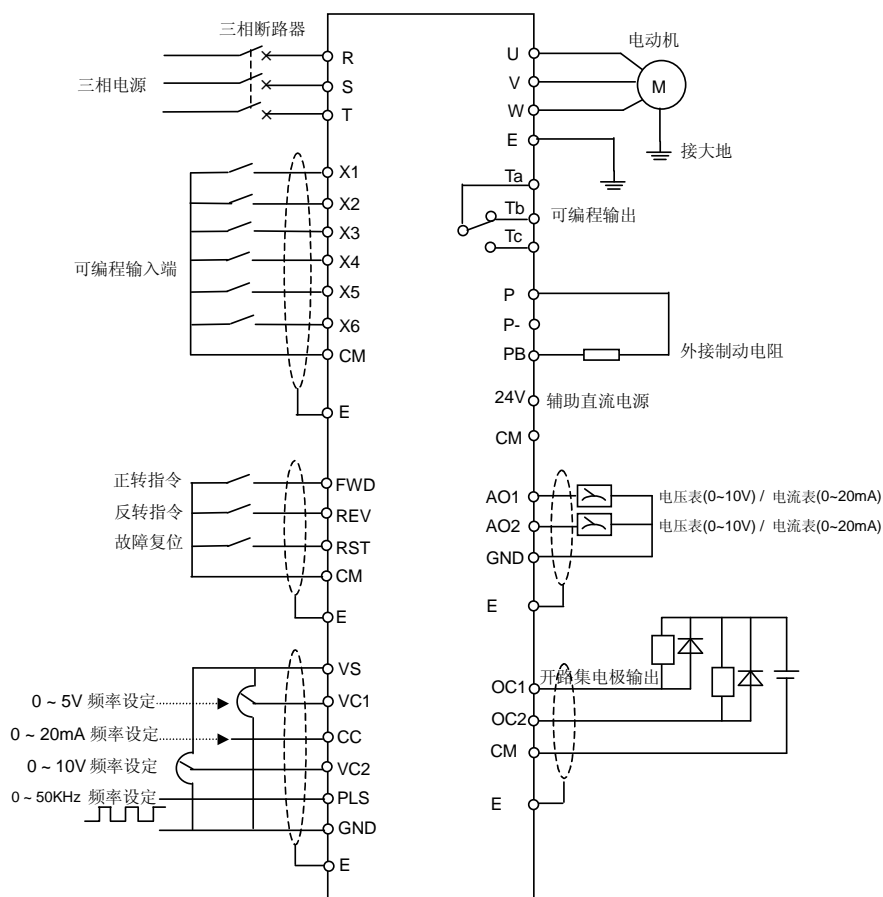 三相断路器
三相电源
R
S
T
X1
X2
X3
X4
X5
X6
CM
可编程输入端
E
正转指令
FWD
反转指令
REV
故障复位
RST
CM
E
VS
0 ~ 5V 频率设定
VC1
0 ~ 20mA 频率设定
CC
0 ~ 10V 频率设定
VC2
0 ~ 50KHz 频率设定
PLS
GND
E
电动机
U
V
W
M
E
接大地
Ta
Tb
Tc
可编程输出
P
P-
PB
外接制动电阻
24V
辅助直流电源
CM
AO1
电压表(0~10V) / 电流表(0~20mA)
AO2
电压表(0~10V) / 电流表(0~20mA)
GND
E
开路集电极输出
OC1
OC2
CM
E